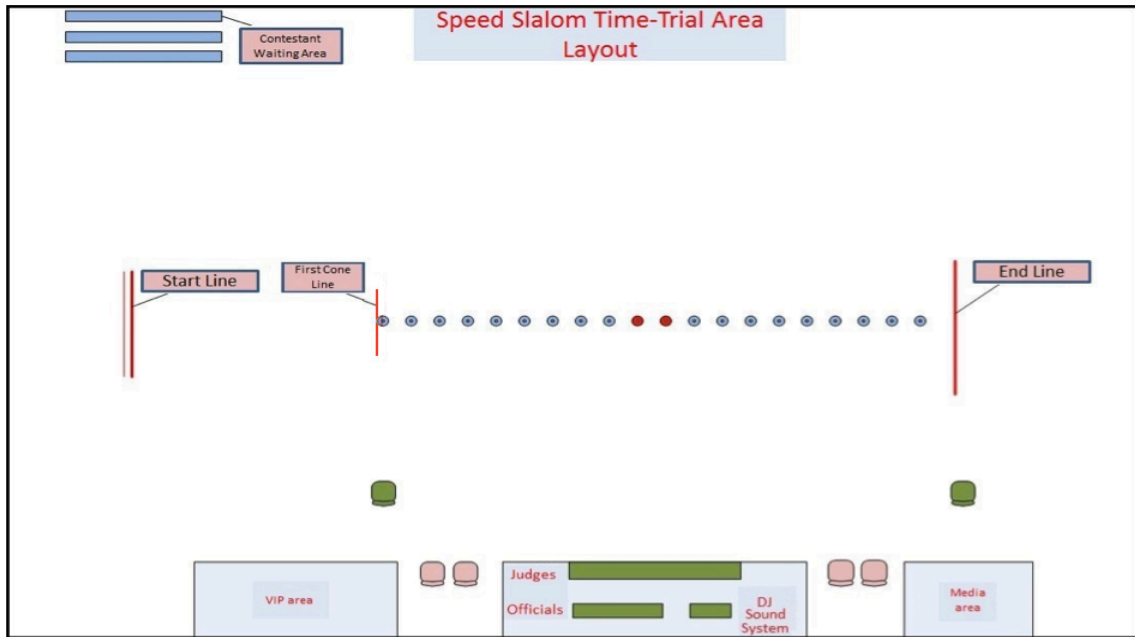 Speed Slalom Time-Trial Area
Layout
Contestant
Waiting Area
Start Line
First Cone
Line
End Line
VIP area
Judges
Officials
DJ
Sound
System
Media
area